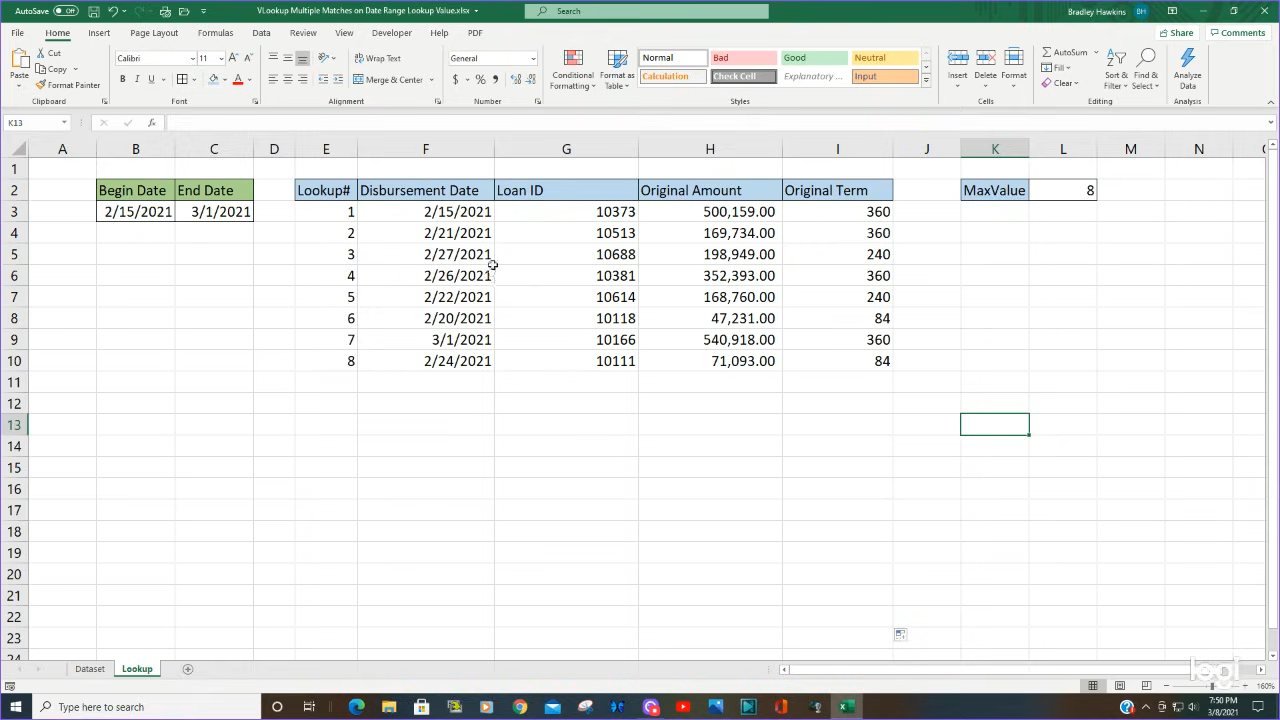 AutoSave Off VLookup Multiple Matches on Date Range Lookup Value.xlsx Search Bradley Hawkins BH
File Home Insert Page Layout Formulas Data Review View Developer Help PDF Share Comments
Paste Cut Copy Format Painter Clipboard
Calibri 11 B I U A Font
Wrap Text Merge & Center Alignment
General $ % Number
Conditional Formatting Format as Table Normal Bad Good Neutral Calculation Check Cell Explanatory ... Input Styles
Insert Delete Format Cells
AutoSum Fill Clear Sort & Filter Find & Select Editing
Analyze Data Analysis
K13 fx
A B C D E F G H I J K L M N
1
2 Begin Date End Date Lookup# Disbursement Date Loan ID Original Amount Original Term MaxValue 8
3 2/15/2021 3/1/2021 1 2/15/2021 10373 500,159.00 360
4 2 2/21/2021 10513 169,734.00 360
5 3 2/27/2021 10688 198,949.00 240
6 4 2/26/2021 10381 352,393.00 360
7 5 2/22/2021 10614 168,760.00 240
8 6 2/20/2021 10118 47,231.00 84
9 7 3/1/2021 10166 540,918.00 360
10 8 2/24/2021 10111 71,093.00 84
11
12
13
14
15
16
17
18
19
20
21
22
23
24
Dataset Lookup
logi
160%
Type here to search 7:50 PM
3/8/2021